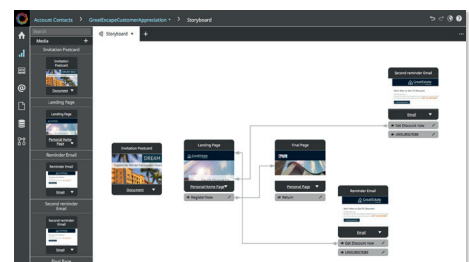 Account Contacts > GreatEscapeCustomerAppreciation > Storyboard
Search
Storyboard
Media
Invitation Postcard
Invitation Postcard
Document
Landing Page
Landing Page
Personal Home Page
Reminder Email
Reminder Email
Email
Second reminder Email
Second reminder Email
Email
Final Page
Invitation Postcard
DREAM
Document
Landing Page
Personal Home Page
Register Now
Final Page
Personal Page
Return
Second reminder Email
Email
Get Discount now
UNSUBSCRIBE
Reminder Email
Email
Get Discount now
UNSUBSCRIBE